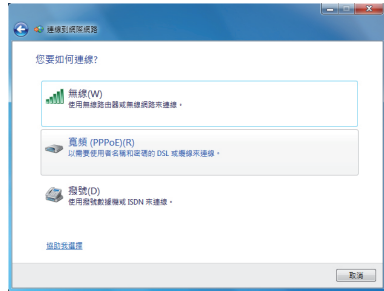 連線到網際網路
您要如何連線?
無線(W)
使用無線路由器或無線網路來連線。
寬頻 (PPPoE)(R)
以需要使用者名稱和密碼的 DSL 或纜線來連線。
撥號(D)
使用撥號數據機或 ISDN 來連線。
協助我選擇
取消